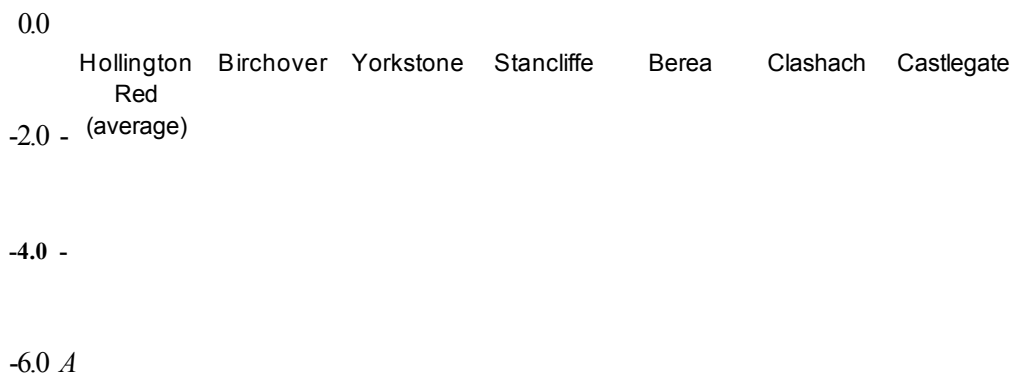 0.0
Hollington Birchover Yorkstone Stancliffe Berea Clashach Castlegate
Red
(average)
-2.0 -
-4.0 -
-6.0 A